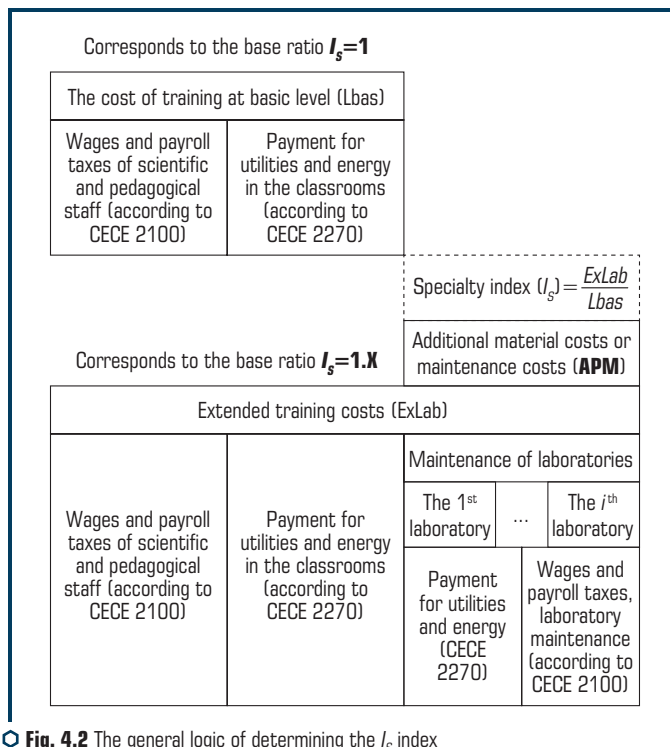 Corresponds to the base ratio I_s=1
The cost of training at basic level (Lbas)
Wages and payroll
taxes of scientific
and pedagogical
staff (according to
CECE 2100)
Payment for
utilities and energy
in the classrooms
(according to
CECE 2270)
Specialty index (I_s) = ExLab
Lbas
Additional material costs or
maintenance costs (APM)
Corresponds to the base ratio I_s=1.X
Extended training costs (ExLab)
Wages and payroll
taxes of scientific
and pedagogical
staff (according to
CECE 2100)
Payment for
utilities and energy
in the classrooms
(according to
CECE 2270)
Maintenance of laboratories
The 1st
laboratory
...
The ith
laboratory
Payment
for utilities
and energy
(CECE
2270)
Wages and
payroll taxes,
laboratory
maintenance
(according to
CECE 2100)
Fig. 4.2 The general logic of determining the I_s index